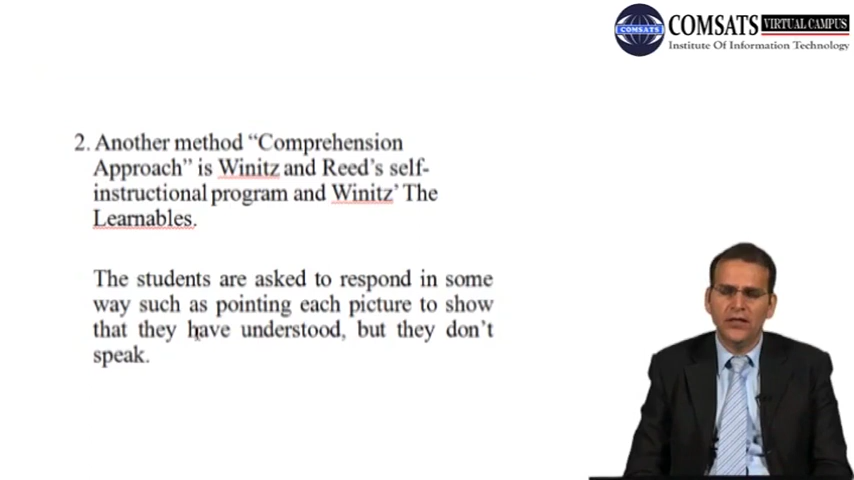 COMSATS
COMSATS VIRTUAL CAMPUS
Institute Of Information Technology
2. Another method “Comprehension
Approach” is Winitz and Reed’s self-
instructional program and Winitz’ The
Learnables.
The students are asked to respond in some
way such as pointing each picture to show
that they have understood, but they don’t
speak.